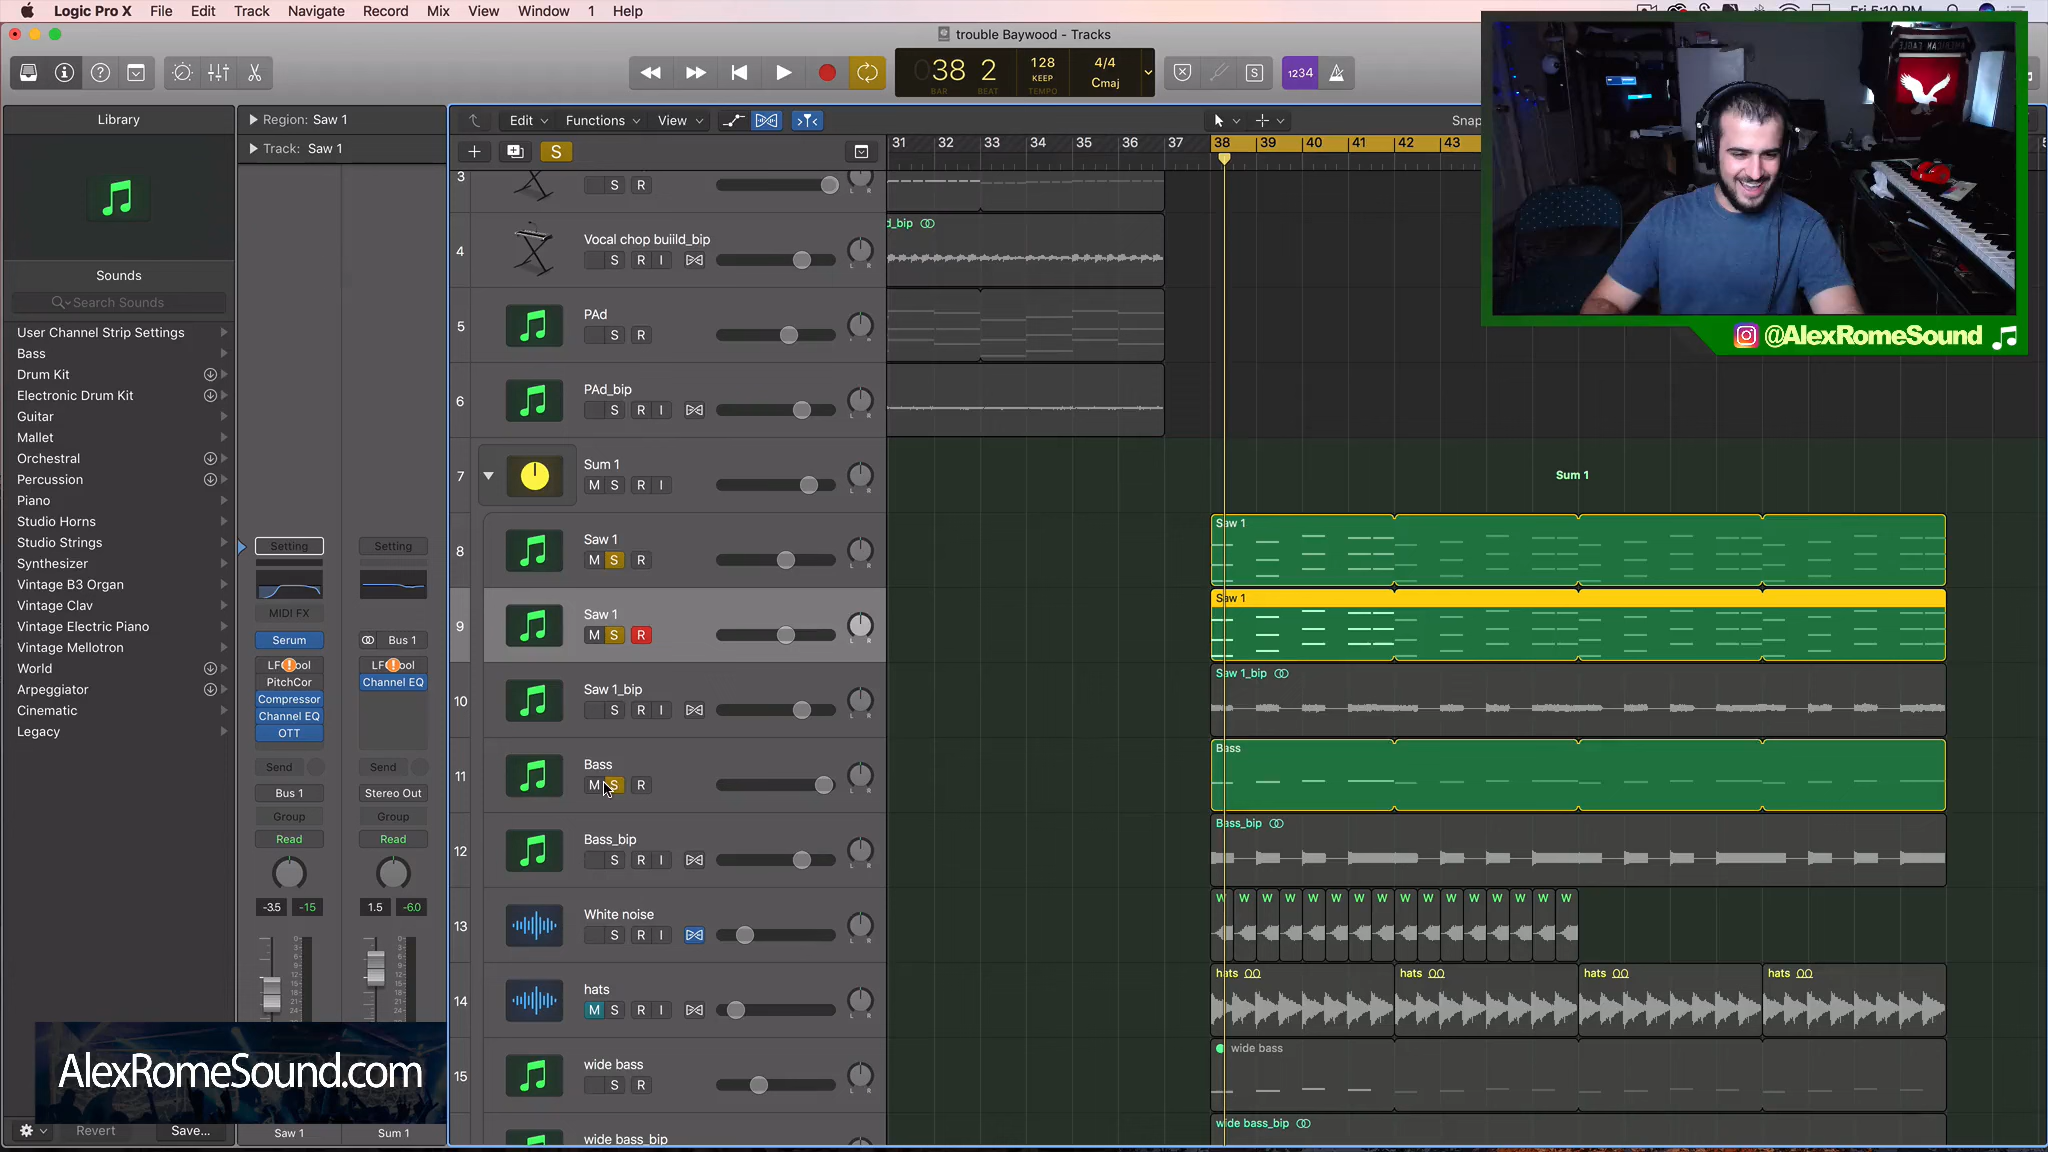 Logic Pro X File Edit Track Navigate Record Mix View Window 1 Help
trouble Baywood - Tracks
38 2
BAR BEAT
128
KEEP
TEMPO
4/4
Cmaj
S
1234
Library
Sounds
Search Sounds
User Channel Strip Settings
Bass
Drum Kit
Electronic Drum Kit
Guitar
Mallet
Orchestral
Percussion
Piano
Studio Horns
Studio Strings
Synthesizer
Vintage B3 Organ
Vintage Clav
Vintage Electric Piano
Vintage Mellotron
World
Arpeggiator
Cinematic
Legacy
Revert Save...
Region: Saw 1
Track: Saw 1
Setting Setting
MIDI FX
Serum Bus 1
PitchCor Channel EQ
Compressor
Channel EQ
OTT
Send Send
Bus 1 Stereo Out
Group Group
Read Read
-3.5 -15 1.5 -6.0
Saw 1 Sum 1
Edit Functions View
Snap
S
31 32 33 34 35 36 37 38 39 40 41 42 43
3 S R
4 Vocal chop buiild_bip
S R I
d_bip
5 PAd
S R
6 PAd_bip
S R I
7 Sum 1
M S R I
Sum 1
8 Saw 1
M S R
Saw 1
9 Saw 1
M S R
Saw 1
10 Saw 1_bip
S R I
Saw 1_bip
11 Bass
M S R
Bass
12 Bass_bip
S R I
Bass_bip
13 White noise
S R I
W W W W W W W W W W W W W W W W
14 hats
M S R I
hats hats hats hats
15 wide bass
S R
wide bass
wide bass_bip
wide bass_bip
AMERICAN EAGLE
@AlexRomeSound
AlexRomeSound.com